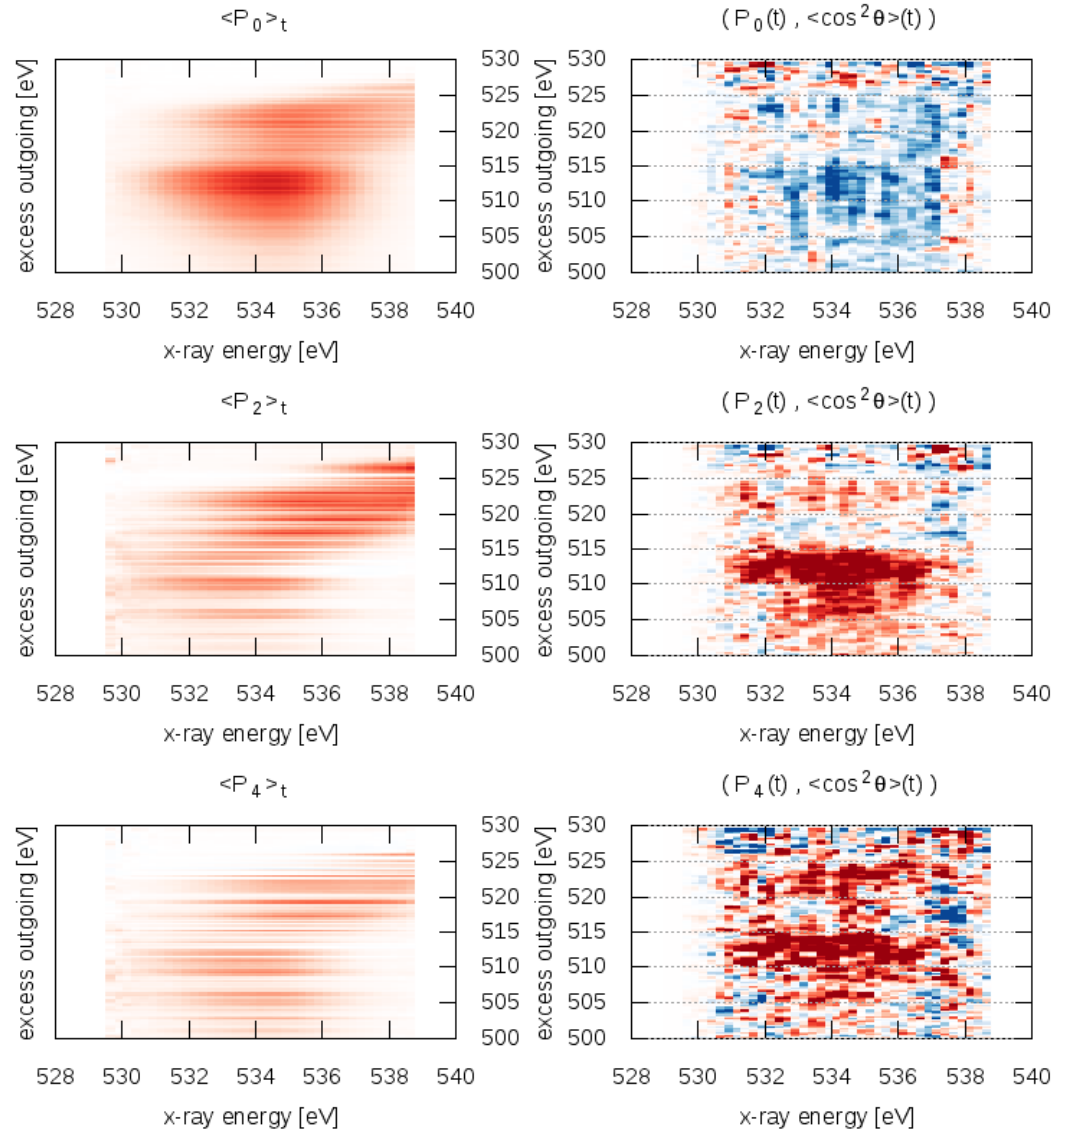 <P0>t
(P0(t), <cos2θ>(t))
excess outgoing [eV]
530
525
520
515
510
505
500
excess outgoing [eV]
528 530 532 534 536 538 540
528 530 532 534 536 538 540
x-ray energy [eV]
x-ray energy [eV]
<P2>t
(P2(t), <cos2θ>(t))
excess outgoing [eV]
530
525
520
515
510
505
500
excess outgoing [eV]
528 530 532 534 536 538 540
528 530 532 534 536 538 540
x-ray energy [eV]
x-ray energy [eV]
<P4>t
(P4(t), <cos2θ>(t))
excess outgoing [eV]
530
525
520
515
510
505
500
excess outgoing [eV]
528 530 532 534 536 538 540
528 530 532 534 536 538 540
x-ray energy [eV]
x-ray energy [eV]